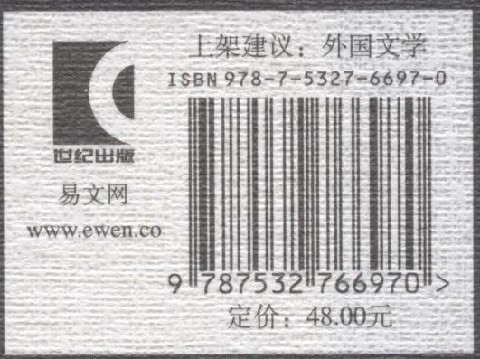 世纪出版
易文网
www.ewen.co
上架建议：外国文学
ISBN 978-7-5327-6697-0
9 787532 766970 >
定价：48.00元